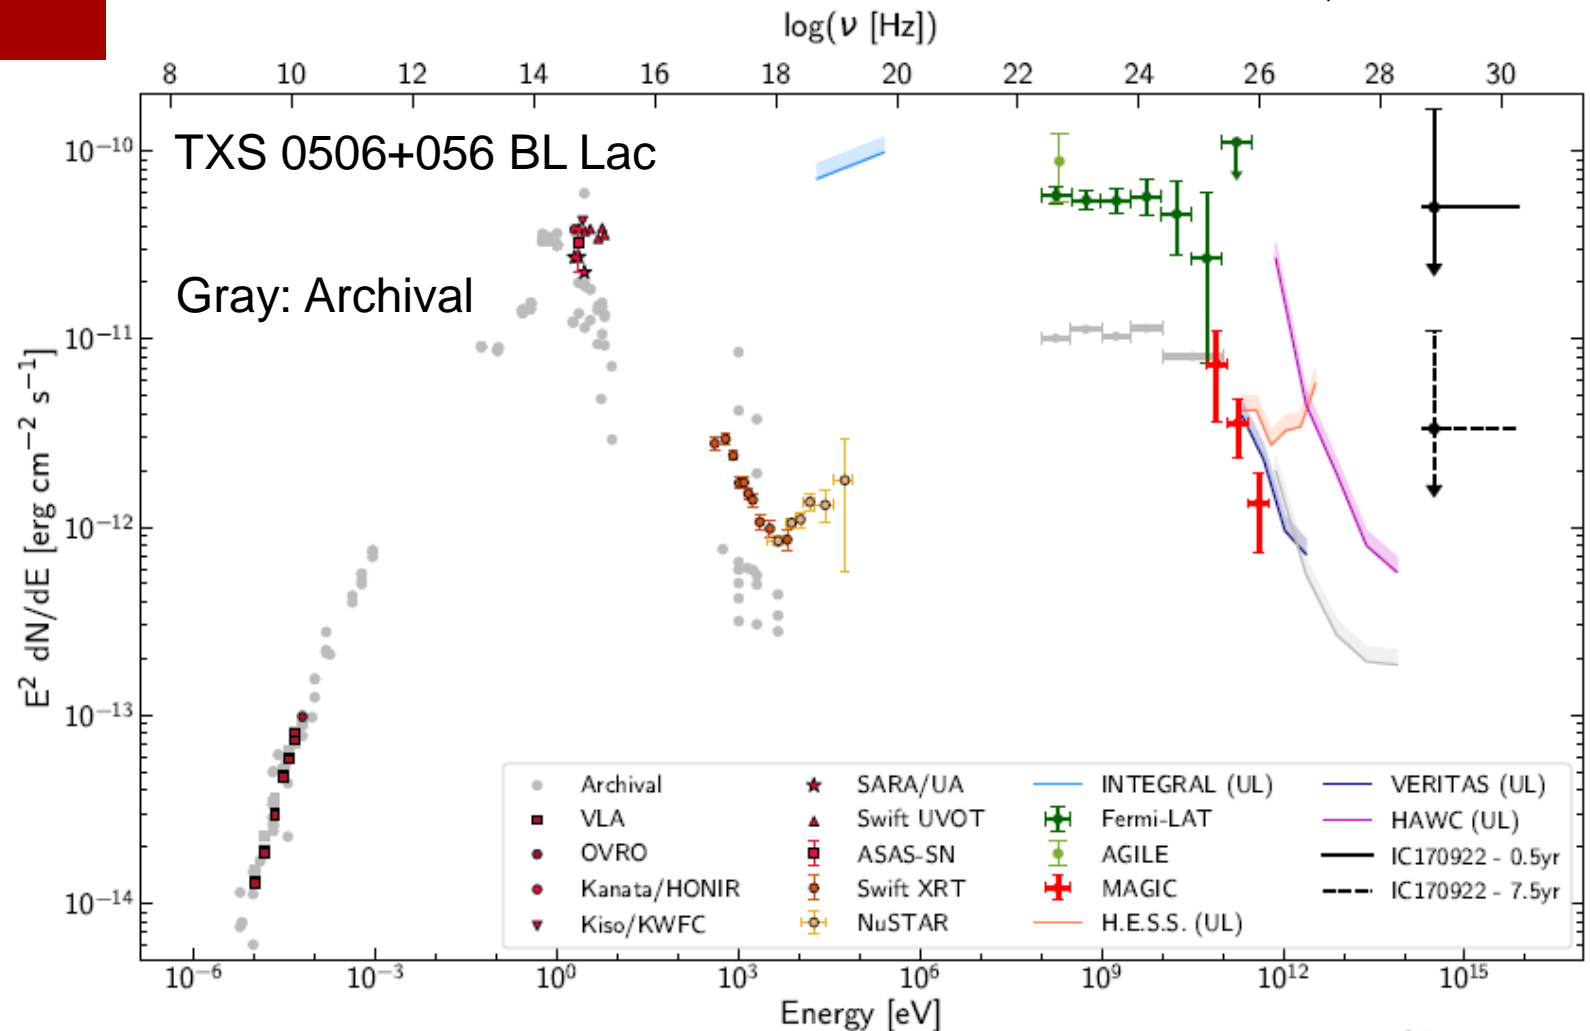 log(ν [Hz])
8 10 12 14 16 18 20 22 24 26 28 30
TXS 0506+056 BL Lac
Gray: Archival
E² dN/dE [erg cm⁻² s⁻¹]
10⁻¹⁰
10⁻¹¹
10⁻¹²
10⁻¹³
10⁻¹⁴
Archival
VLA
OVRO
Kanata/HONIR
Kiso/KWFC
SARA/UA
Swift UVOT
ASAS-SN
Swift XRT
NuSTAR
INTEGRAL (UL)
Fermi-LAT
AGILE
MAGIC
H.E.S.S. (UL)
VERITAS (UL)
HAWC (UL)
IC170922 - 0.5yr
IC170922 - 7.5yr
10⁻⁶ 10⁻³ 10⁰ 10³ 10⁶ 10⁹ 10¹² 10¹⁵
Energy [eV]